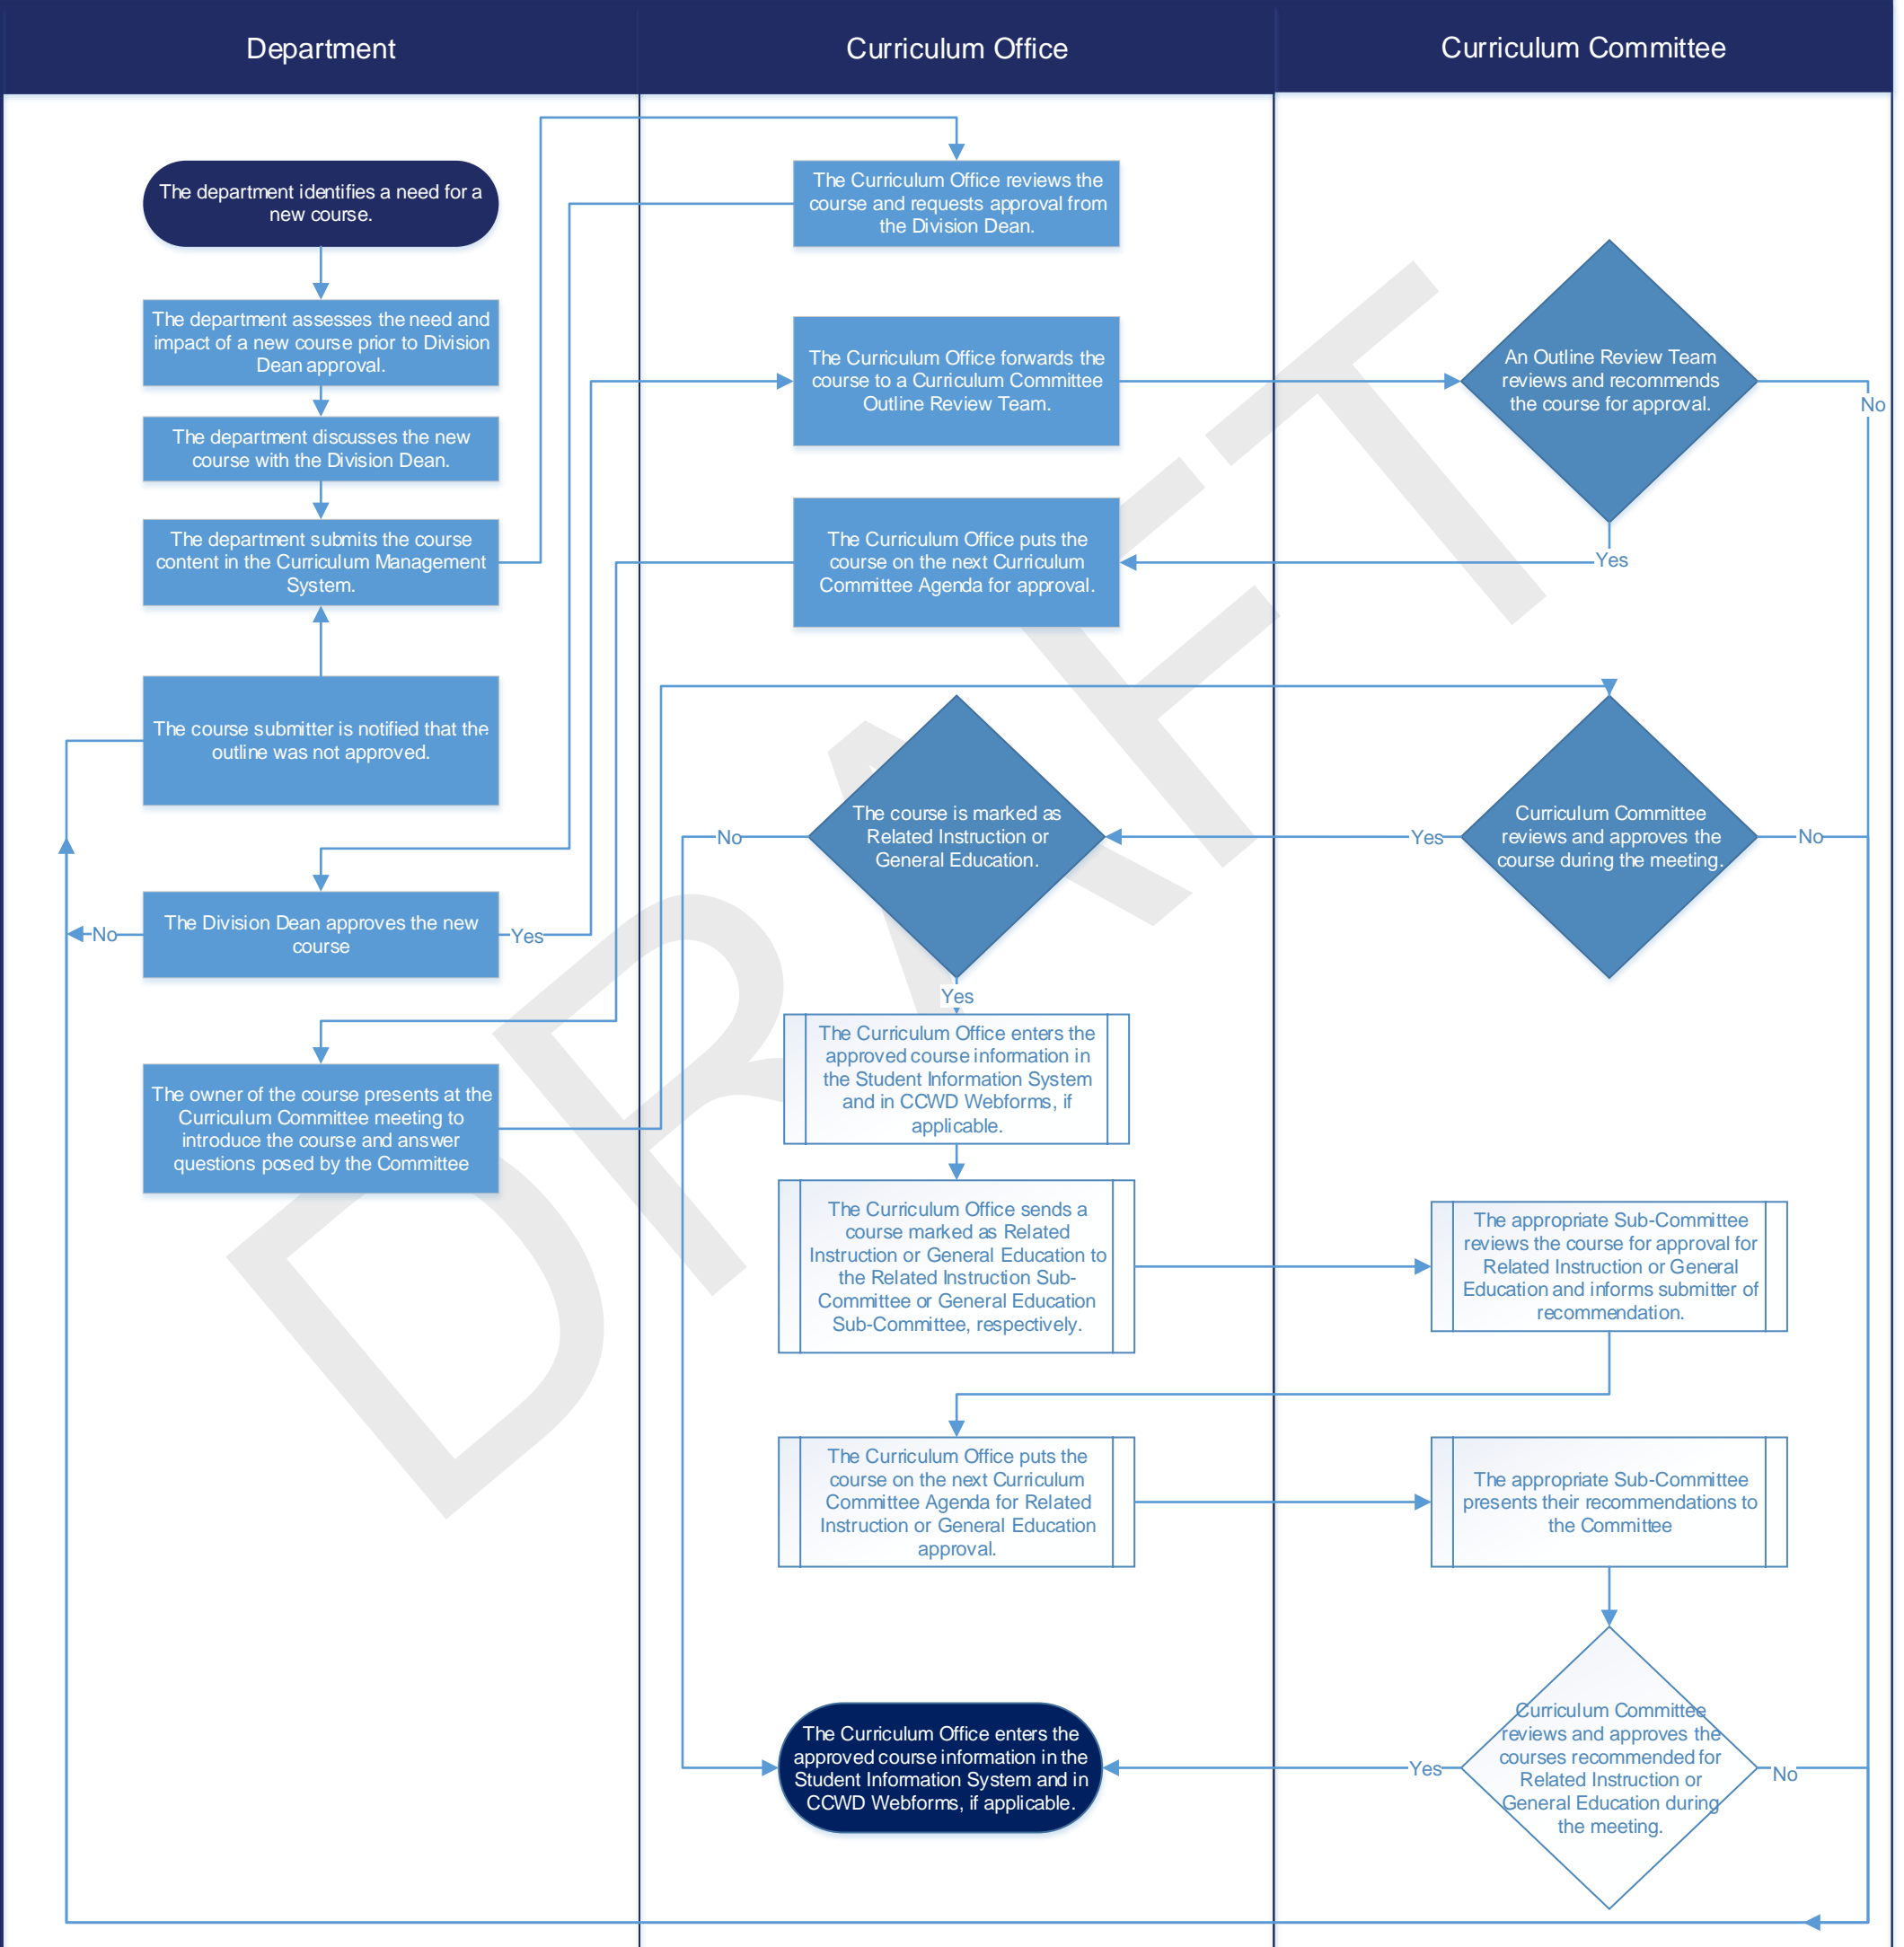 Department
Curriculum Office
Curriculum Committee
The department identifies a need for a
new course.
The department assesses the need and
impact of a new course prior to Division
Dean approval.
The department discusses the new
course with the Division Dean.
The department submits the course
content in the Curriculum Management
System.
The course submitter is notified that the
outline was not approved.
The Division Dean approves the new
course
No
Yes
The owner of the course presents at the
Curriculum Committee meeting to
introduce the course and answer
questions posed by the Committee
The Curriculum Office reviews the
course and requests approval from
the Division Dean.
The Curriculum Office forwards the
course to a Curriculum Committee
Outline Review Team.
The Curriculum Office puts the
course on the next Curriculum
Committee Agenda for approval.
The course is marked as
Related Instruction or
General Education.
No
Yes
The Curriculum Office enters the
approved course information in
the Student Information System
and in CCWD Webforms, if
applicable.
The Curriculum Office sends a
course marked as Related
Instruction or General Education to
the Related Instruction Sub-
Committee or General Education
Sub-Committee, respectively.
The Curriculum Office puts the
course on the next Curriculum
Committee Agenda for Related
Instruction or General Education
approval.
The Curriculum Office enters the
approved course information in the
Student Information System and in
CCWD Webforms, if applicable.
An Outline Review Team
reviews and recommends
the course for approval.
No
Yes
Curriculum Committee
reviews and approves the
course during the meeting.
Yes
No
The appropriate Sub-Committee
reviews the course for approval for
Related Instruction or General
Education and informs submitter of
recommendation.
The appropriate Sub-Committee
presents their recommendations to
the Committee
Curriculum Committee
reviews and approves the
courses recommended for
Related Instruction or
General Education during
the meeting.
Yes
No
DRAFT